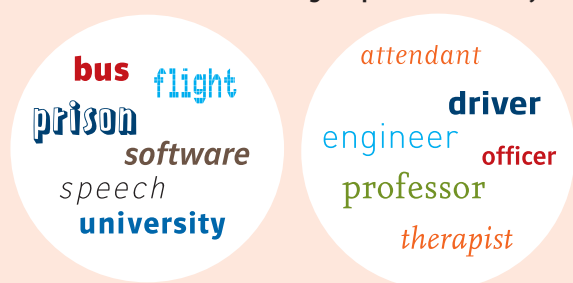 bus
flight
prison
software
speech
university
attendant
driver
engineer
officer
professor
therapist